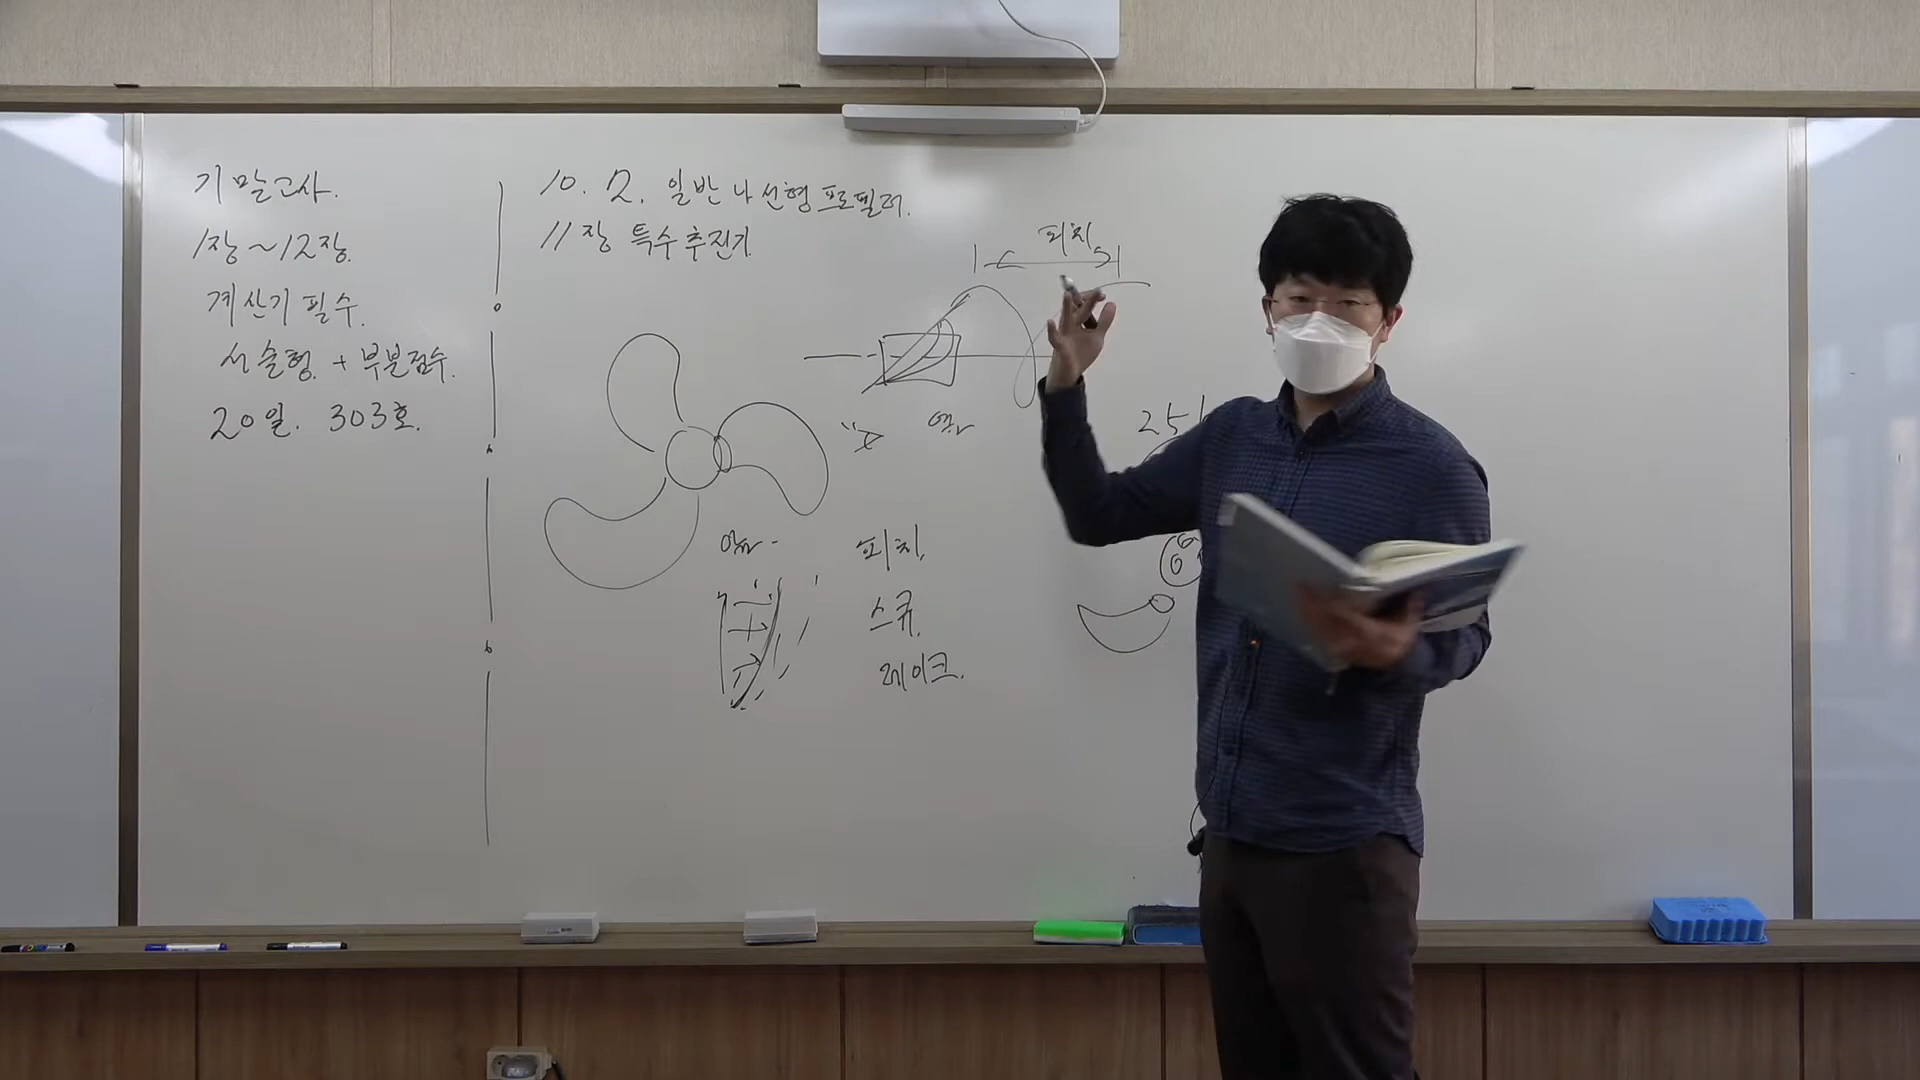 기말고사.
1장~12장.
계산기 필수.
서술형 + 부분점수.
20일. 303호.
10. 2. 일반 나선형 프로펠러.
11장 특수추진기
피치
251
피치.
스큐.
레이크.